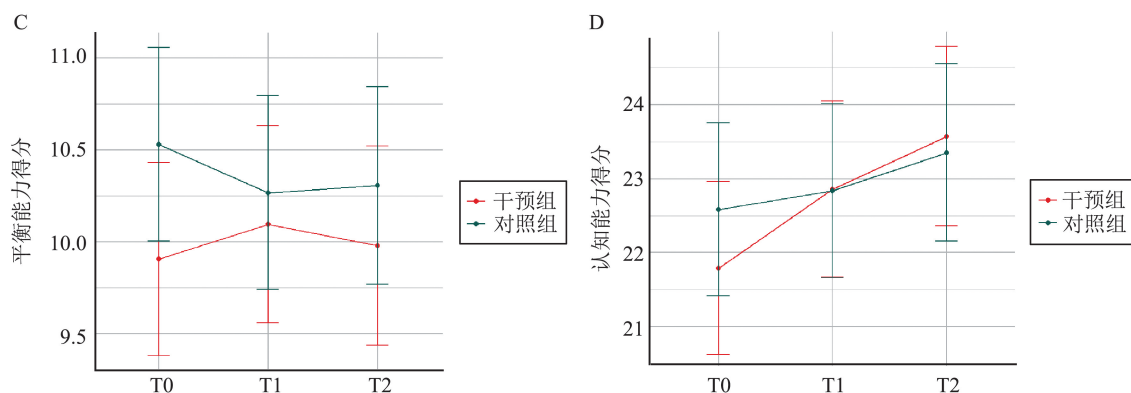 C
平衡能力得分
11.0
10.5
10.0
9.5
T0 T1 T2
干预组
对照组
D
认知能力得分
24
23
22
21
T0 T1 T2
干预组
对照组